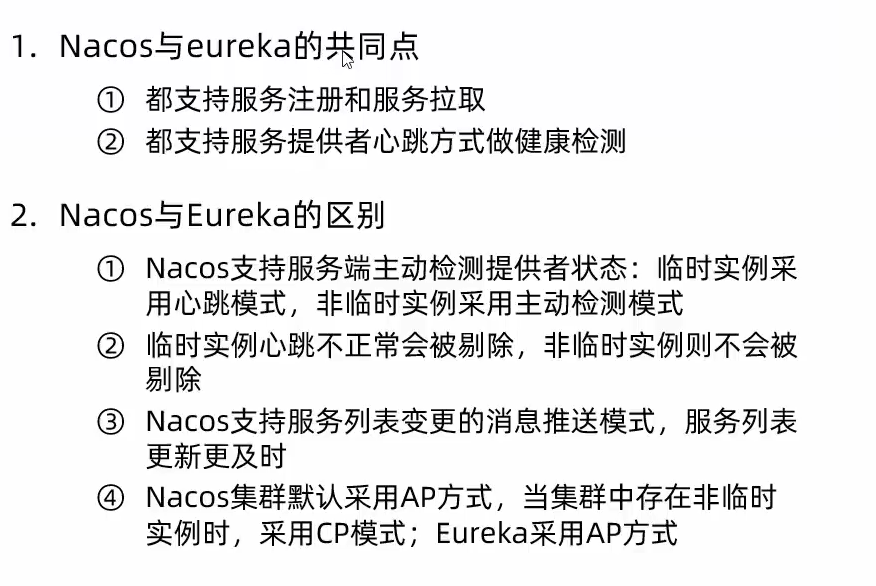 1. Nacos与eureka的共同点
① 都支持服务注册和服务拉取
② 都支持服务提供者心跳方式做健康检测
2. Nacos与Eureka的区别
① Nacos支持服务端主动检测提供者状态：临时实例采
用心跳模式，非临时实例采用主动检测模式
② 临时实例心跳不正常会被剔除，非临时实例则不会被
剔除
③ Nacos支持服务列表变更的消息推送模式，服务列表
更新更及时
④ Nacos集群默认采用AP方式，当集群中存在非临时
实例时，采用CP模式；Eureka采用AP方式